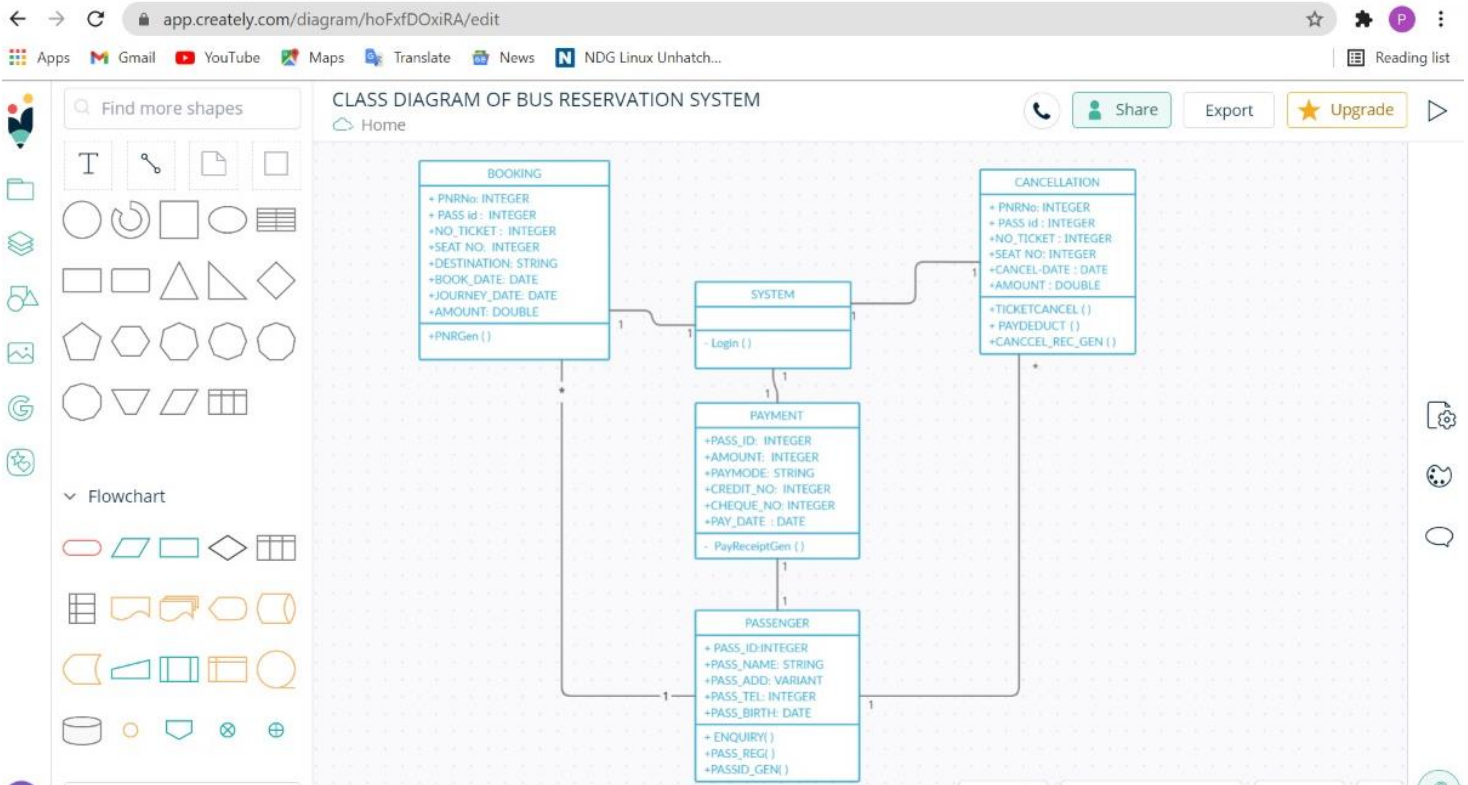 app.creately.com/diagram/hoFxfDOxiRA/edit
P
Apps
Gmail
YouTube
Maps
Translate
News
N
NDG Linux Unhatch...
Reading list
Find more shapes
CLASS DIAGRAM OF BUS RESERVATION SYSTEM
Home
Share
Export
Upgrade
T
Flowchart
BOOKING
+ PNRNo: INTEGER
+ PASS id : INTEGER
+NO_TICKET : INTEGER
+SEAT NO: INTEGER
+DESTINATION: STRING
+BOOK_DATE: DATE
+JOURNEY_DATE: DATE
+AMOUNT: DOUBLE
+PNRGen ( )
1
1
*
SYSTEM
- Login ( )
1
1
1
1
CANCELLATION
+ PNRNo: INTEGER
+ PASS id : INTEGER
+NO_TICKET : INTEGER
+SEAT NO: INTEGER
+CANCEL-DATE : DATE
+AMOUNT : DOUBLE
+TICKETCANCEL ( )
+ PAYDEDUCT ( )
+CANCCEL_REC_GEN ( )
*
PAYMENT
+PASS_ID: INTEGER
+AMOUNT: INTEGER
+PAYMODE: STRING
+CREDIT_NO: INTEGER
+CHEQUE_NO: INTEGER
+PAY_DATE : DATE
- PayReceiptGen ( )
1
1
PASSENGER
+ PASS_ID:INTEGER
+PASS_NAME: STRING
+PASS_ADD: VARIANT
+PASS_TEL: INTEGER
+PASS_BIRTH: DATE
+ ENQUIRY( )
+PASS_REG( )
+PASSID_GEN( )
1
1